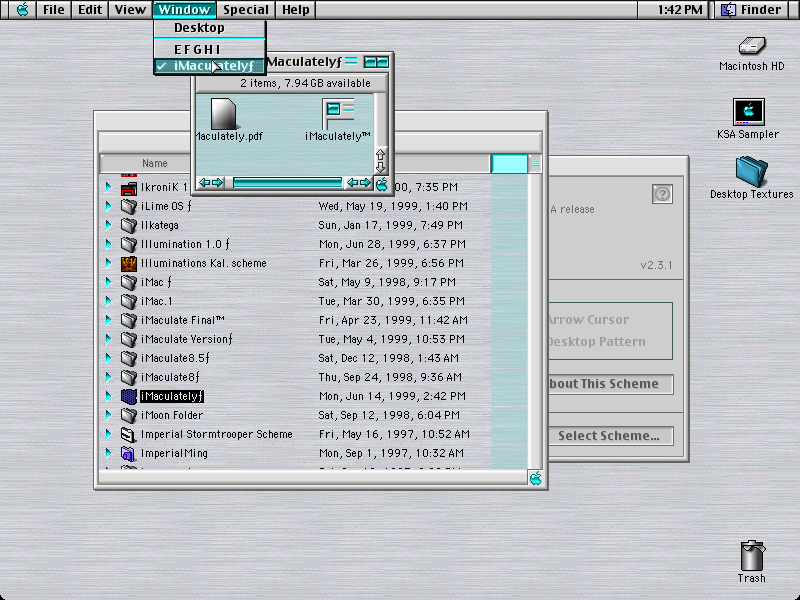 File Edit View Window Special Help 1:42 PM Finder
Desktop
E F G H I
✓ iMaculatelyƒ
Maculatelyƒ
2 items, 7.94 GB available
Maculately.pdf iMaculately™
Macintosh HD
KSA Sampler
Desktop Textures
Trash
Name
IkroniK 1 00, 7:35 PM
iLime OS ƒ Wed, May 19, 1999, 1:40 PM
Ilkatega Sun, Jan 17, 1999, 7:49 PM
Illumination 1.0 ƒ Mon, Jun 28, 1999, 6:37 PM
Illuminations Kal. scheme Fri, Mar 26, 1999, 6:56 PM
iMac ƒ Sat, May 9, 1998, 9:17 PM
iMac.1 Tue, Mar 30, 1999, 6:35 PM
iMaculate Final™ Fri, Apr 23, 1999, 11:42 AM
iMaculate Versionƒ Tue, May 4, 1999, 10:53 PM
iMaculate8.5ƒ Sat, Dec 12, 1998, 1:43 AM
iMaculate8ƒ Thu, Sep 24, 1998, 9:36 AM
iMaculatelyƒ Mon, Jun 14, 1999, 2:42 PM
iMoon Folder Sat, Sep 12, 1998, 6:04 PM
Imperial Stormtrooper Scheme Fri, May 16, 1997, 10:52 AM
ImperialMing Mon, Sep 1, 1997, 10:32 AM
A release
v2.3.1
Arrow Cursor
Desktop Pattern
bout This Scheme
Select Scheme...